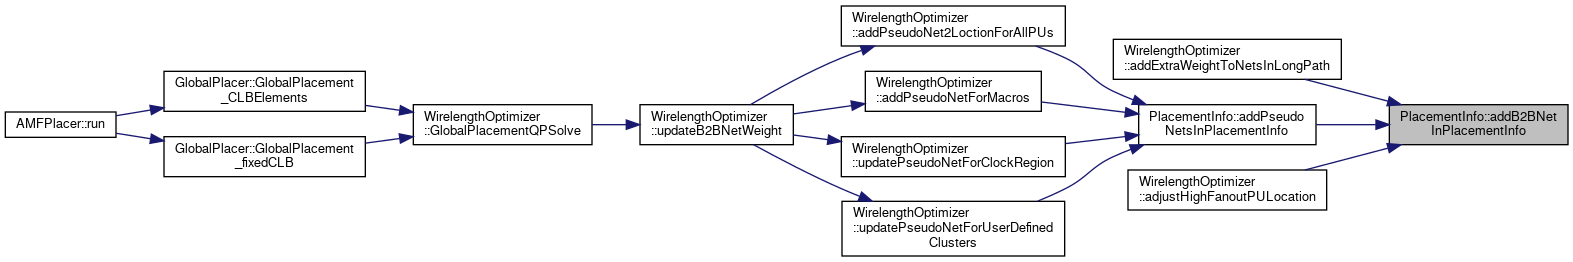 AMFPlacer::run
GlobalPlacer::GlobalPlacement
_CLBElements
GlobalPlacer::GlobalPlacement
_fixedCLB
WirelengthOptimizer
::GlobalPlacementQPSolve
WirelengthOptimizer
::updateB2BNetWeight
WirelengthOptimizer
::addPseudoNet2LoctionForAllPUs
WirelengthOptimizer
::addPseudoNetForMacros
WirelengthOptimizer
::updatePseudoNetForClockRegion
WirelengthOptimizer
::updatePseudoNetForUserDefined
Clusters
WirelengthOptimizer
::addExtraWeightToNetsInLongPath
PlacementInfo::addPseudo
NetsInPlacementInfo
WirelengthOptimizer
::adjustHighFanoutPULocation
PlacementInfo::addB2BNet
InPlacementInfo